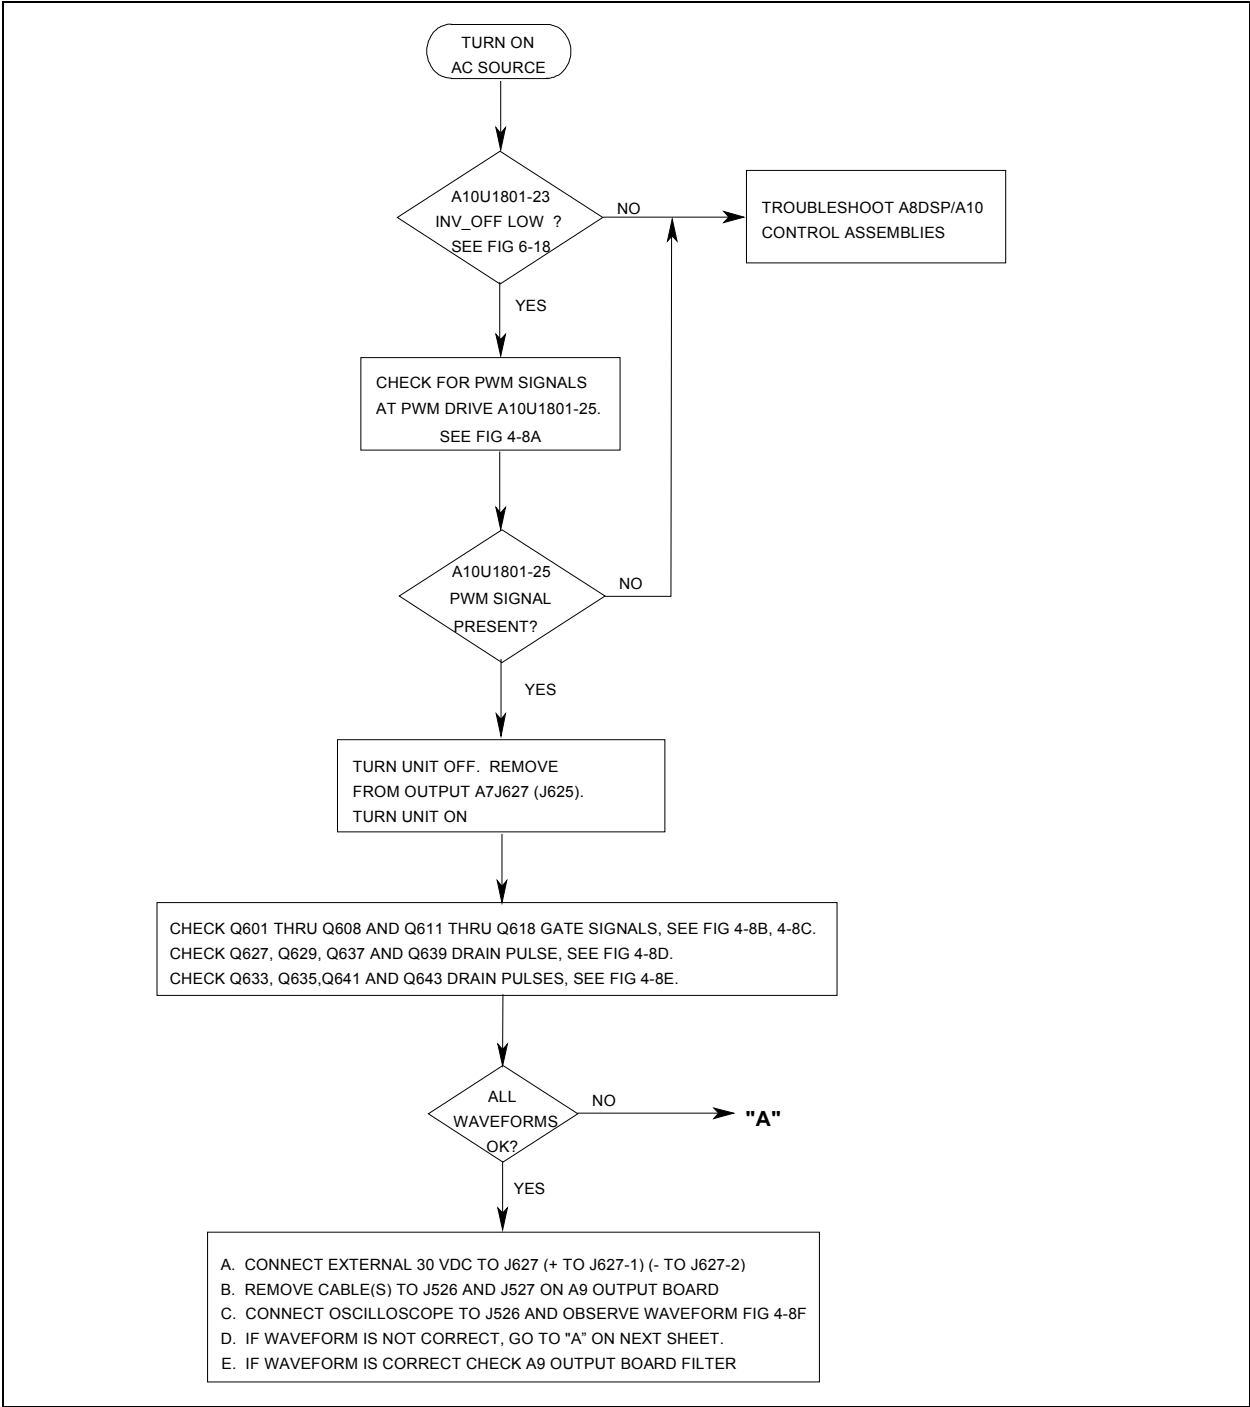 TURN ON
AC SOURCE
A10U1801-23
INV_OFF LOW ?
SEE FIG 6-18
NO
TROUBLESHOOT A8DSP/A10
CONTROL ASSEMBLIES
YES
CHECK FOR PWM SIGNALS
AT PWM DRIVE A10U1801-25.
SEE FIG 4-8A
A10U1801-25
PWM SIGNAL
PRESENT?
NO
YES
TURN UNIT OFF. REMOVE
FROM OUTPUT A7J627 (J625).
TURN UNIT ON
CHECK Q601 THRU Q608 AND Q611 THRU Q618 GATE SIGNALS, SEE FIG 4-8B, 4-8C.
CHECK Q627, Q629, Q637 AND Q639 DRAIN PULSE, SEE FIG 4-8D.
CHECK Q633, Q635,Q641 AND Q643 DRAIN PULSES, SEE FIG 4-8E.
ALL
WAVEFORMS
OK?
NO
"A"
YES
A. CONNECT EXTERNAL 30 VDC TO J627 (+ TO J627-1) (- TO J627-2)
B. REMOVE CABLE(S) TO J526 AND J527 ON A9 OUTPUT BOARD
C. CONNECT OSCILLOSCOPE TO J526 AND OBSERVE WAVEFORM FIG 4-8F
D. IF WAVEFORM IS NOT CORRECT, GO TO "A” ON NEXT SHEET.
E. IF WAVEFORM IS CORRECT CHECK A9 OUTPUT BOARD FILTER